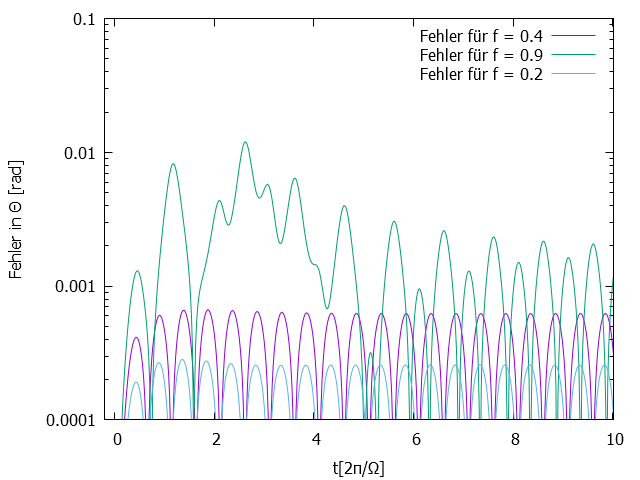 0.1
Fehler für f = 0.4
Fehler für f = 0.9
Fehler für f = 0.2
0.01
Fehler in Θ [rad]
0.001
0.0001
0 2 4 6 8 10
t[2π/Ω]